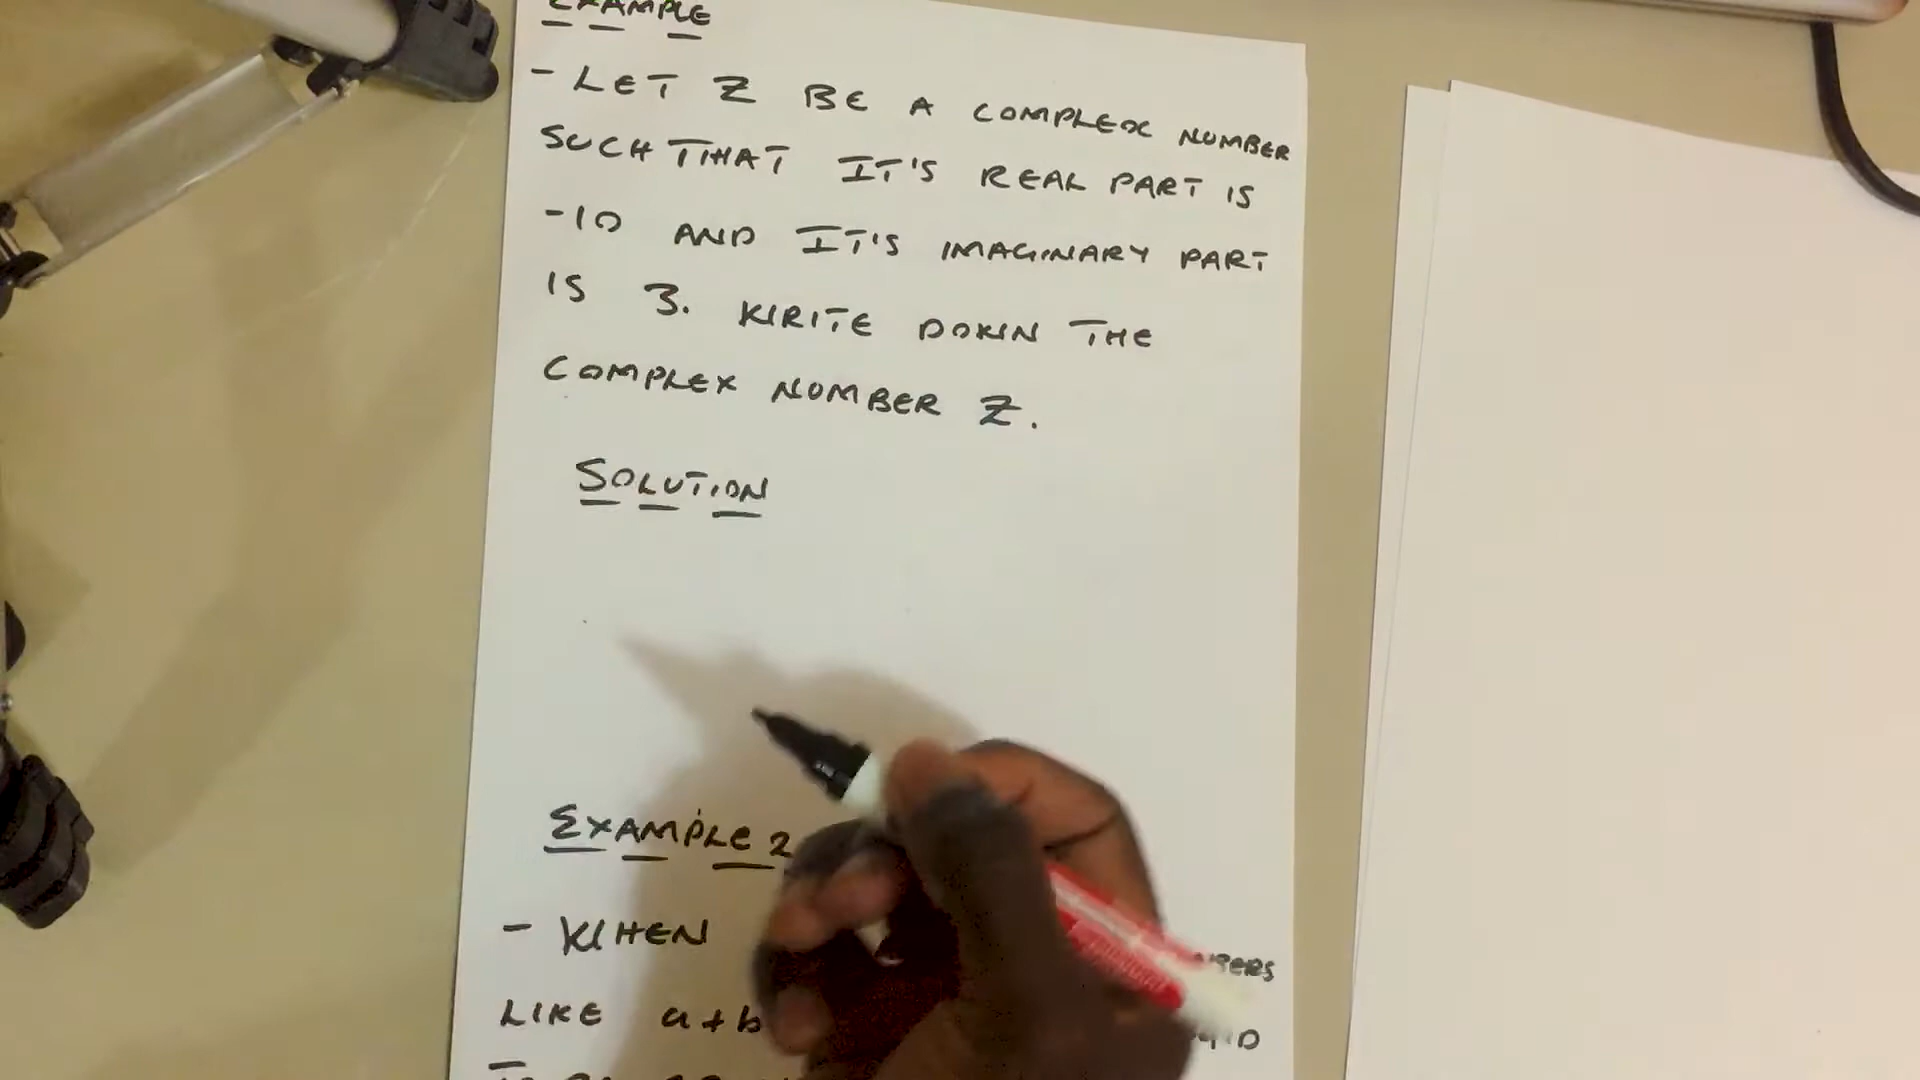 EXAMPLE
- LET Z BE A COMPLEX NUMBER
SUCH THAT IT'S REAL PART IS
-10 AND IT'S IMAGINARY PART
IS 3. WRITE DOWN THE
COMPLEX NUMBER Z.
SOLUTION
EXAMPLE 2
- WHEN
LIKE a+b